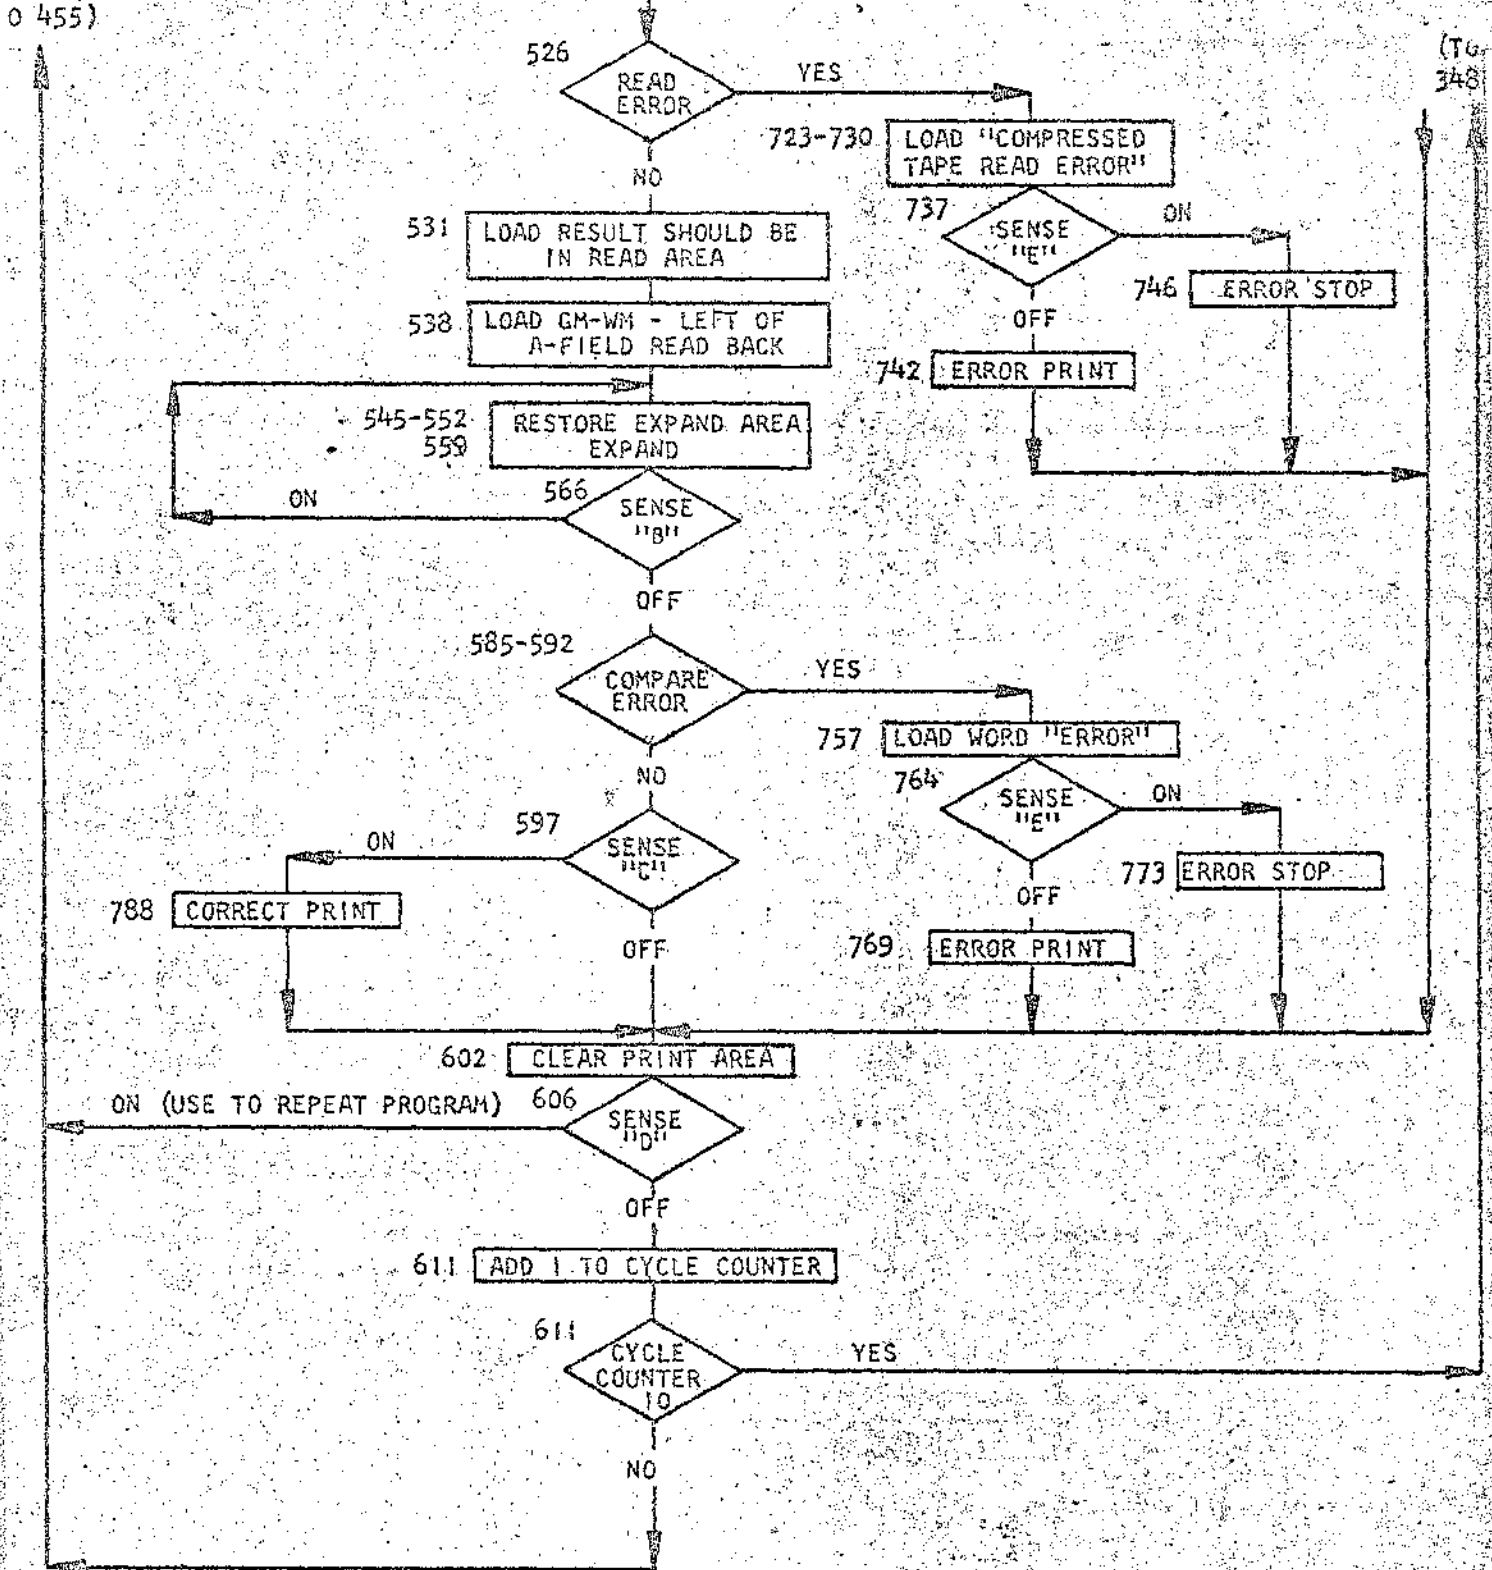 0 455)
(TO
348
526
READ
ERROR
YES
NO
723-730
LOAD "COMPRESSED
TAPE READ ERROR"
737
SENSE
"E"
ON
746
ERROR STOP
OFF
742
ERROR PRINT
531
LOAD RESULT SHOULD BE
IN READ AREA
538
LOAD GM-WM - LEFT OF
A-FIELD READ BACK
545-552
559
RESTORE EXPAND AREA
EXPAND
566
SENSE
"B"
ON
OFF
585-592
COMPARE
ERROR
YES
NO
757
LOAD WORD "ERROR"
764
SENSE
"E"
ON
773
ERROR STOP
OFF
769
ERROR PRINT
597
SENSE
"C"
ON
788
CORRECT PRINT
OFF
602
CLEAR PRINT AREA
606
SENSE
"D"
ON (USE TO REPEAT PROGRAM)
OFF
611
ADD 1 TO CYCLE COUNTER
611
CYCLE
COUNTER
10
YES
NO